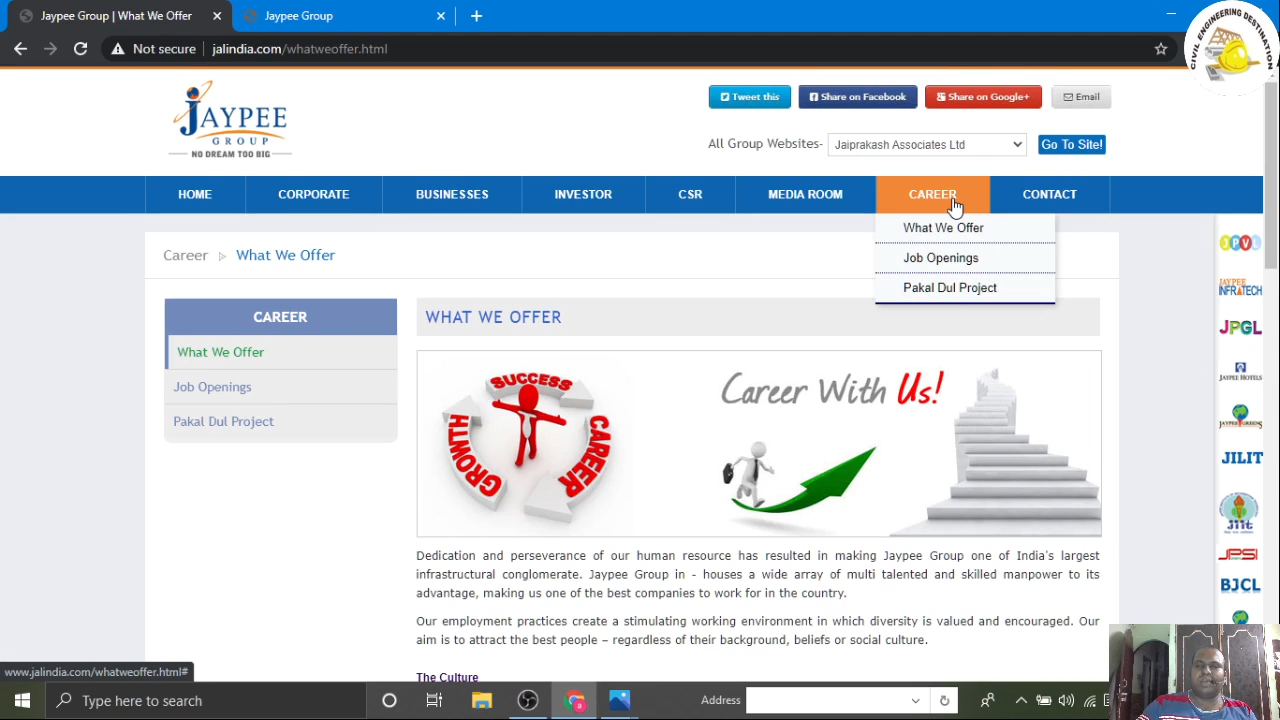 Jaypee Group | What We Offer
Jaypee Group
Not secure
jalindia.com/whatweoffer.html
CIVIL ENGINEERING DESTINATION
JAYPEE
GROUP
NO DREAM TOO BIG
Tweet this
Share on Facebook
Share on Google+
Email
All Group Websites-
Jaiprakash Associates Ltd
Go To Site!
HOME
CORPORATE
BUSINESSES
INVESTOR
CSR
MEDIA ROOM
CAREER
CONTACT
What We Offer
Job Openings
Pakal Dul Project
Career
What We Offer
CAREER
What We Offer
Job Openings
Pakal Dul Project
WHAT WE OFFER
SUCCESS
GROWTH
CAREER
Career With Us!
Dedication and perseverance of our human resource has resulted in making Jaypee Group one of India's largest
infrastructural conglomerate. Jaypee Group in - houses a wide array of multi talented and skilled manpower to its
advantage, making us one of the best companies to work for in the country.
Our employment practices create a stimulating working environment in which diversity is valued and encouraged. Our
aim is to attract the best people – regardless of their background, beliefs or social culture.
The Culture
JPVL
JAYPEE
INFRATECH
JPGL
JAYPEE HOTELS
JAYPEE GREENS
JILIT
JIIT
JPSI
BJCL
www.jalindia.com/whatweoffer.html#
Type here to search
Address